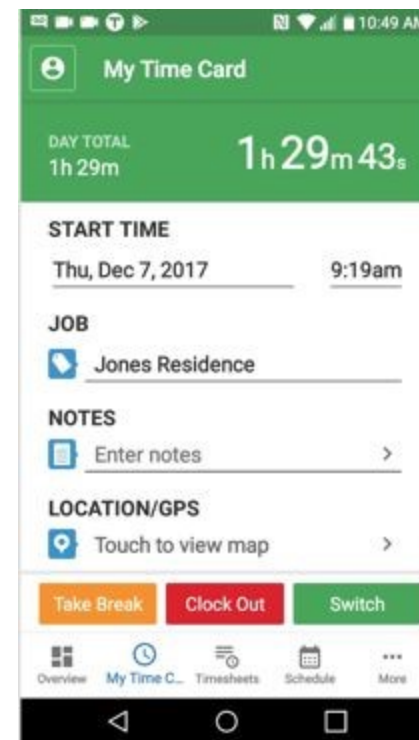 10:49 AM
My Time Card
DAY TOTAL
1h 29m
1h 29m 43s
START TIME
Thu, Dec 7, 2017 9:19am
JOB
Jones Residence
NOTES
Enter notes
LOCATION/GPS
Touch to view map
Take Break Clock Out Switch
Overview My Time C... Timesheets Schedule More